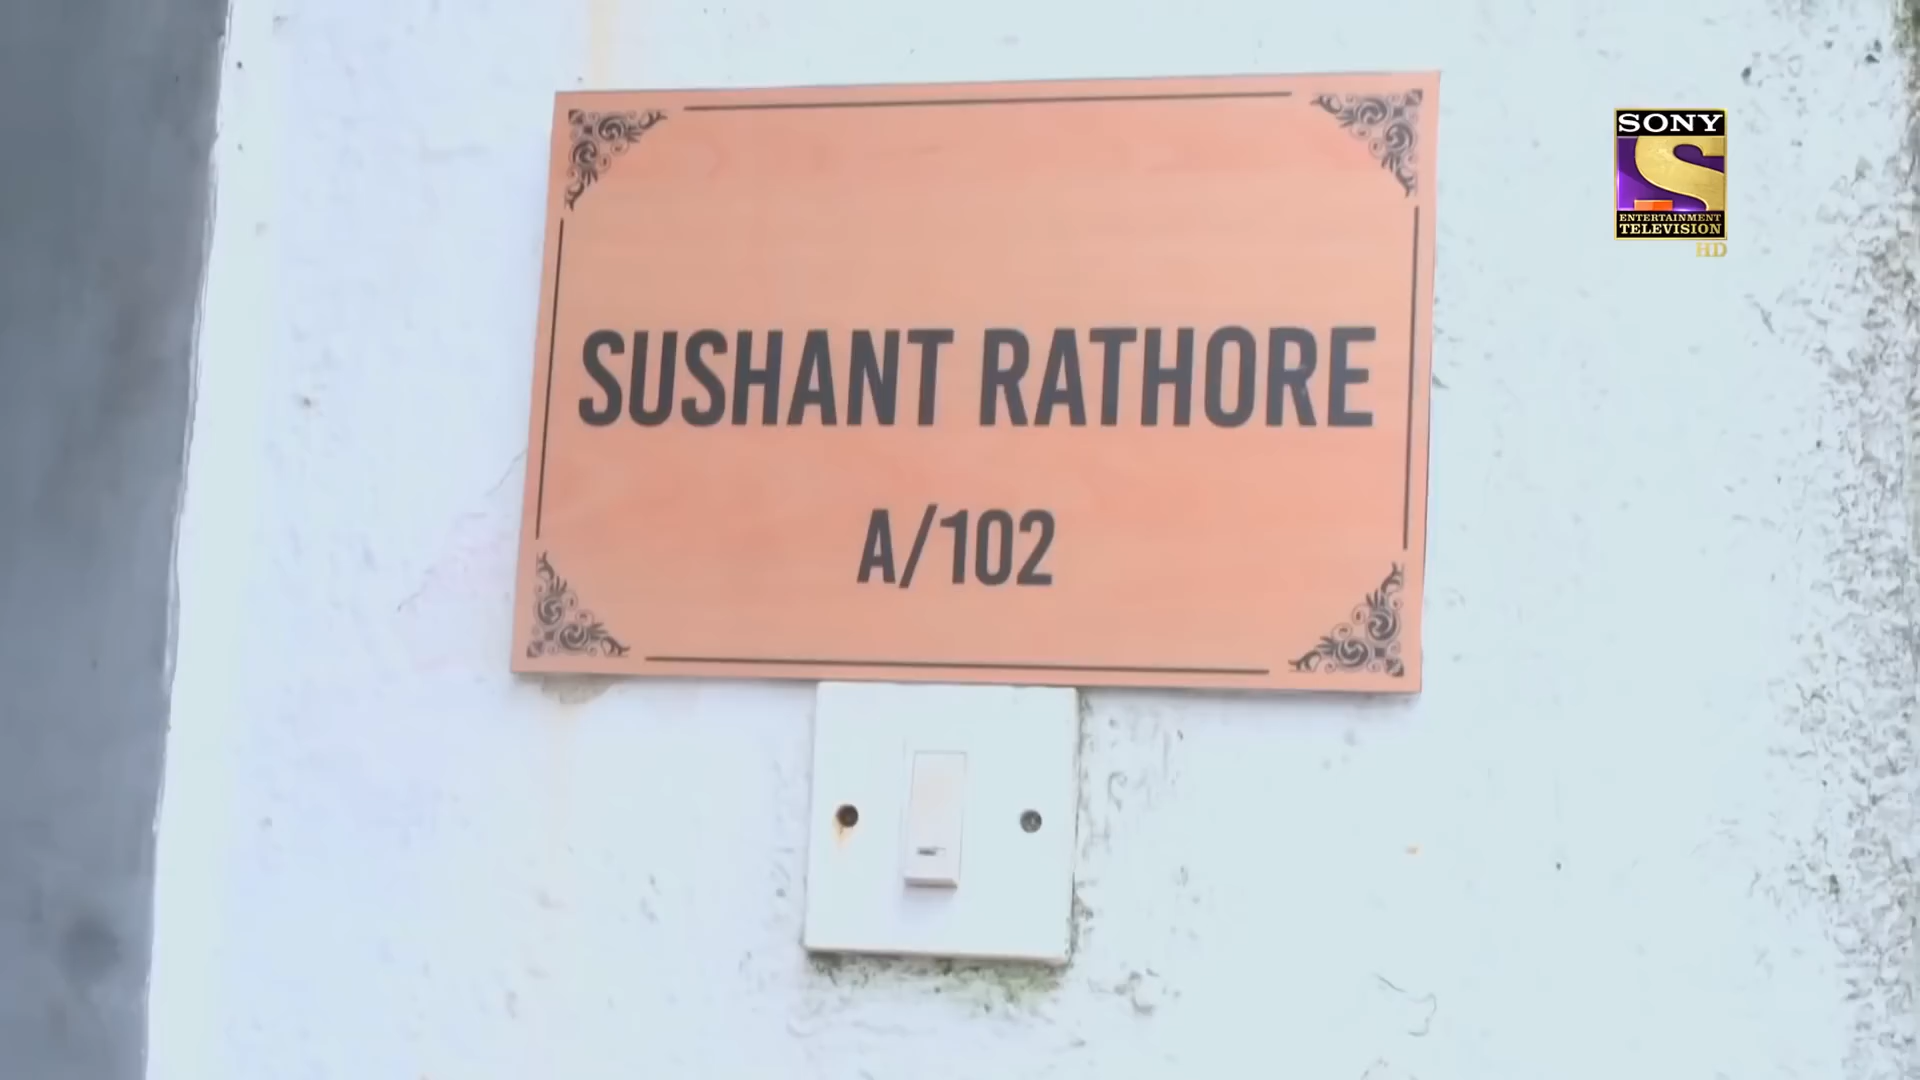 SUSHANT RATHORE
A/102
SONY
ENTERTAINMENT
TELEVISION
HD